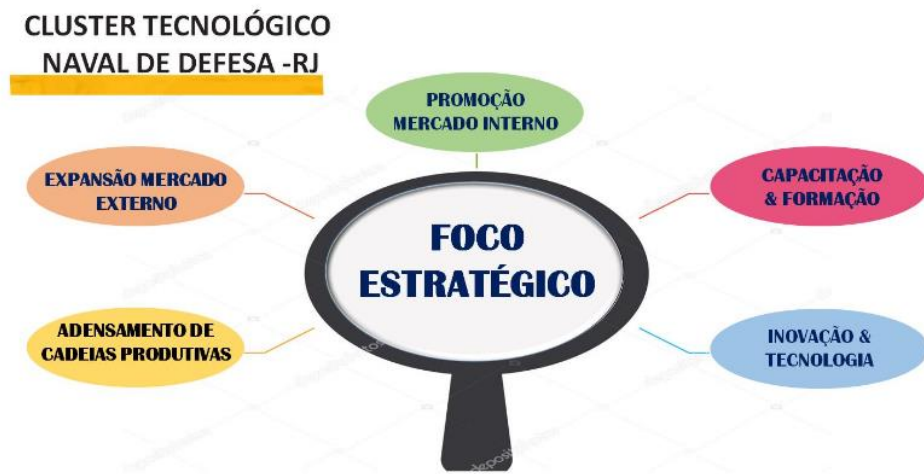 CLUSTER TECNOLÓGICO
NAVAL DE DEFESA -RJ
PROMOÇÃO
MERCADO INTERNO
EXPANSÃO MERCADO
EXTERNO
CAPACITAÇÃO
& FORMAÇÃO
FOCO
ESTRATÉGICO
ADENSAMENTO DE
CADEIAS PRODUTIVAS
INOVAÇÃO &
TECNOLOGIA